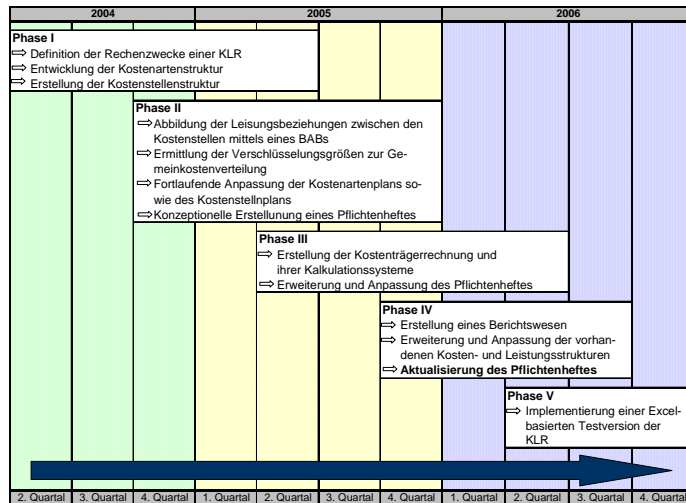 2004 2005 2006
Phase I
⇨ Definition der Rechenzwecke einer KLR
⇨ Entwicklung der Kostenartenstruktur
⇨ Erstellung der Kostenstellenstruktur
Phase II
⇨ Abbildung der Leisungsbeziehungen zwischen den
Kostenstellen mittels eines BABs
⇨ Ermittlung der Verschlüsselungsgrößen zur Ge-
meinkostenverteilung
⇨ Fortlaufende Anpassung der Kostenartenplans so-
wie des Kostenstellnplans
⇨ Konzeptionelle Erstellunung eines Pflichtenheftes
Phase III
⇨ Erstellung der Kostenträgerrechnung und
ihrer Kalkulationssysteme
⇨ Erweiterung und Anpassung des Pflichtenheftes
Phase IV
⇨ Erstellung eines Berichtswesen
⇨ Erweiterung und Anpassung der vorhan-
denen Kosten- und Leistungsstrukturen
⇨ Aktualisierung des Pflichtenheftes
Phase V
⇨ Implementierung einer Excel-
basierten Testversion der
KLR
2. Quartal 3. Quartal 4. Quartal 1. Quartal 2. Quartal 3. Quartal 4. Quartal 1. Quartal 2. Quartal 3. Quartal 4. Quartal